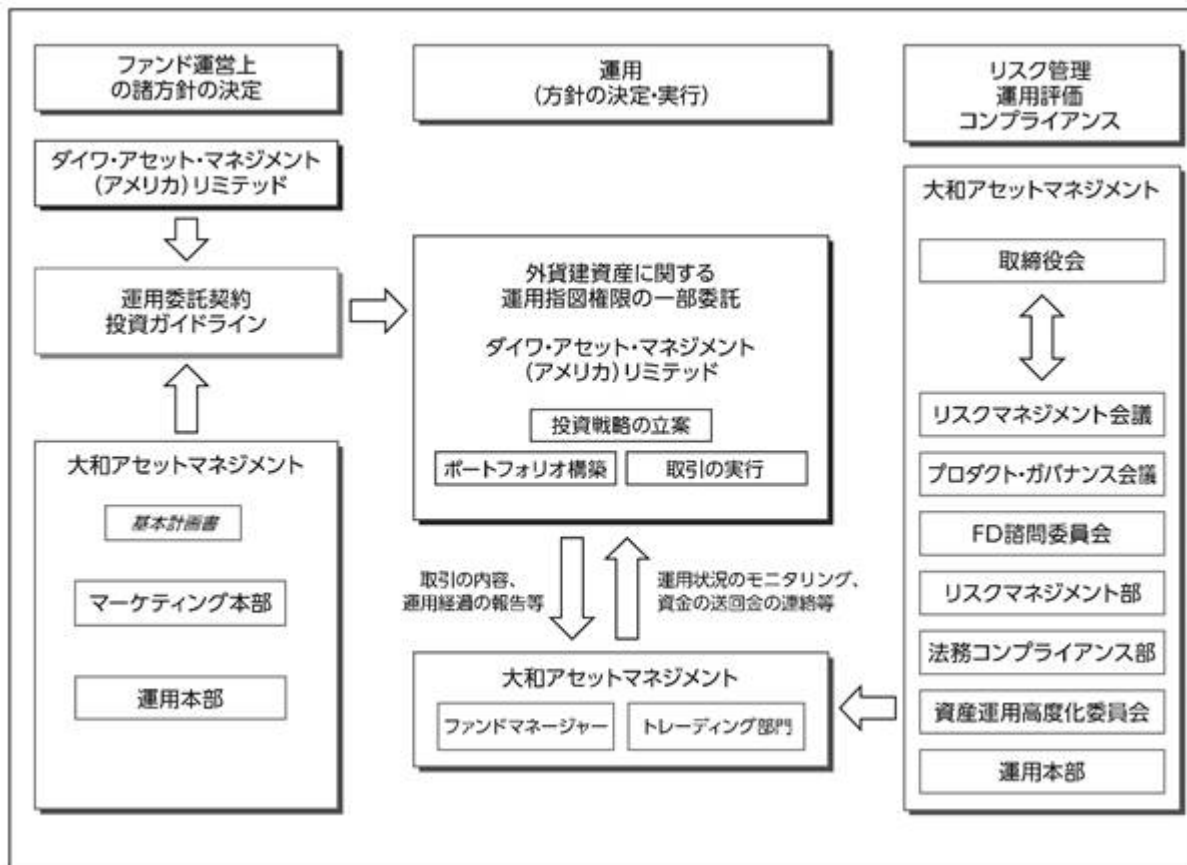 ファンド運営上
の諸方針の決定
ダイワ・アセット・マネジメント
(アメリカ)リミテッド
運用委託契約
投資ガイドライン
大和アセットマネジメント
基本計画書
マーケティング本部
運用本部
運用
(方針の決定・実行)
外貨建資産に関する
運用指図権限の一部委託
ダイワ・アセット・マネジメント
(アメリカ)リミテッド
投資戦略の立案
ポートフォリオ構築
取引の実行
取引の内容、
運用経過の報告等
運用状況のモニタリング、
資金の送回金の連絡等
大和アセットマネジメント
ファンドマネージャー
トレーディング部門
リスク管理
運用評価
コンプライアンス
大和アセットマネジメント
取締役会
リスクマネジメント会議
プロダクト・ガバナンス会議
FD諮問委員会
リスクマネジメント部
法務コンプライアンス部
資産運用高度化委員会
運用本部